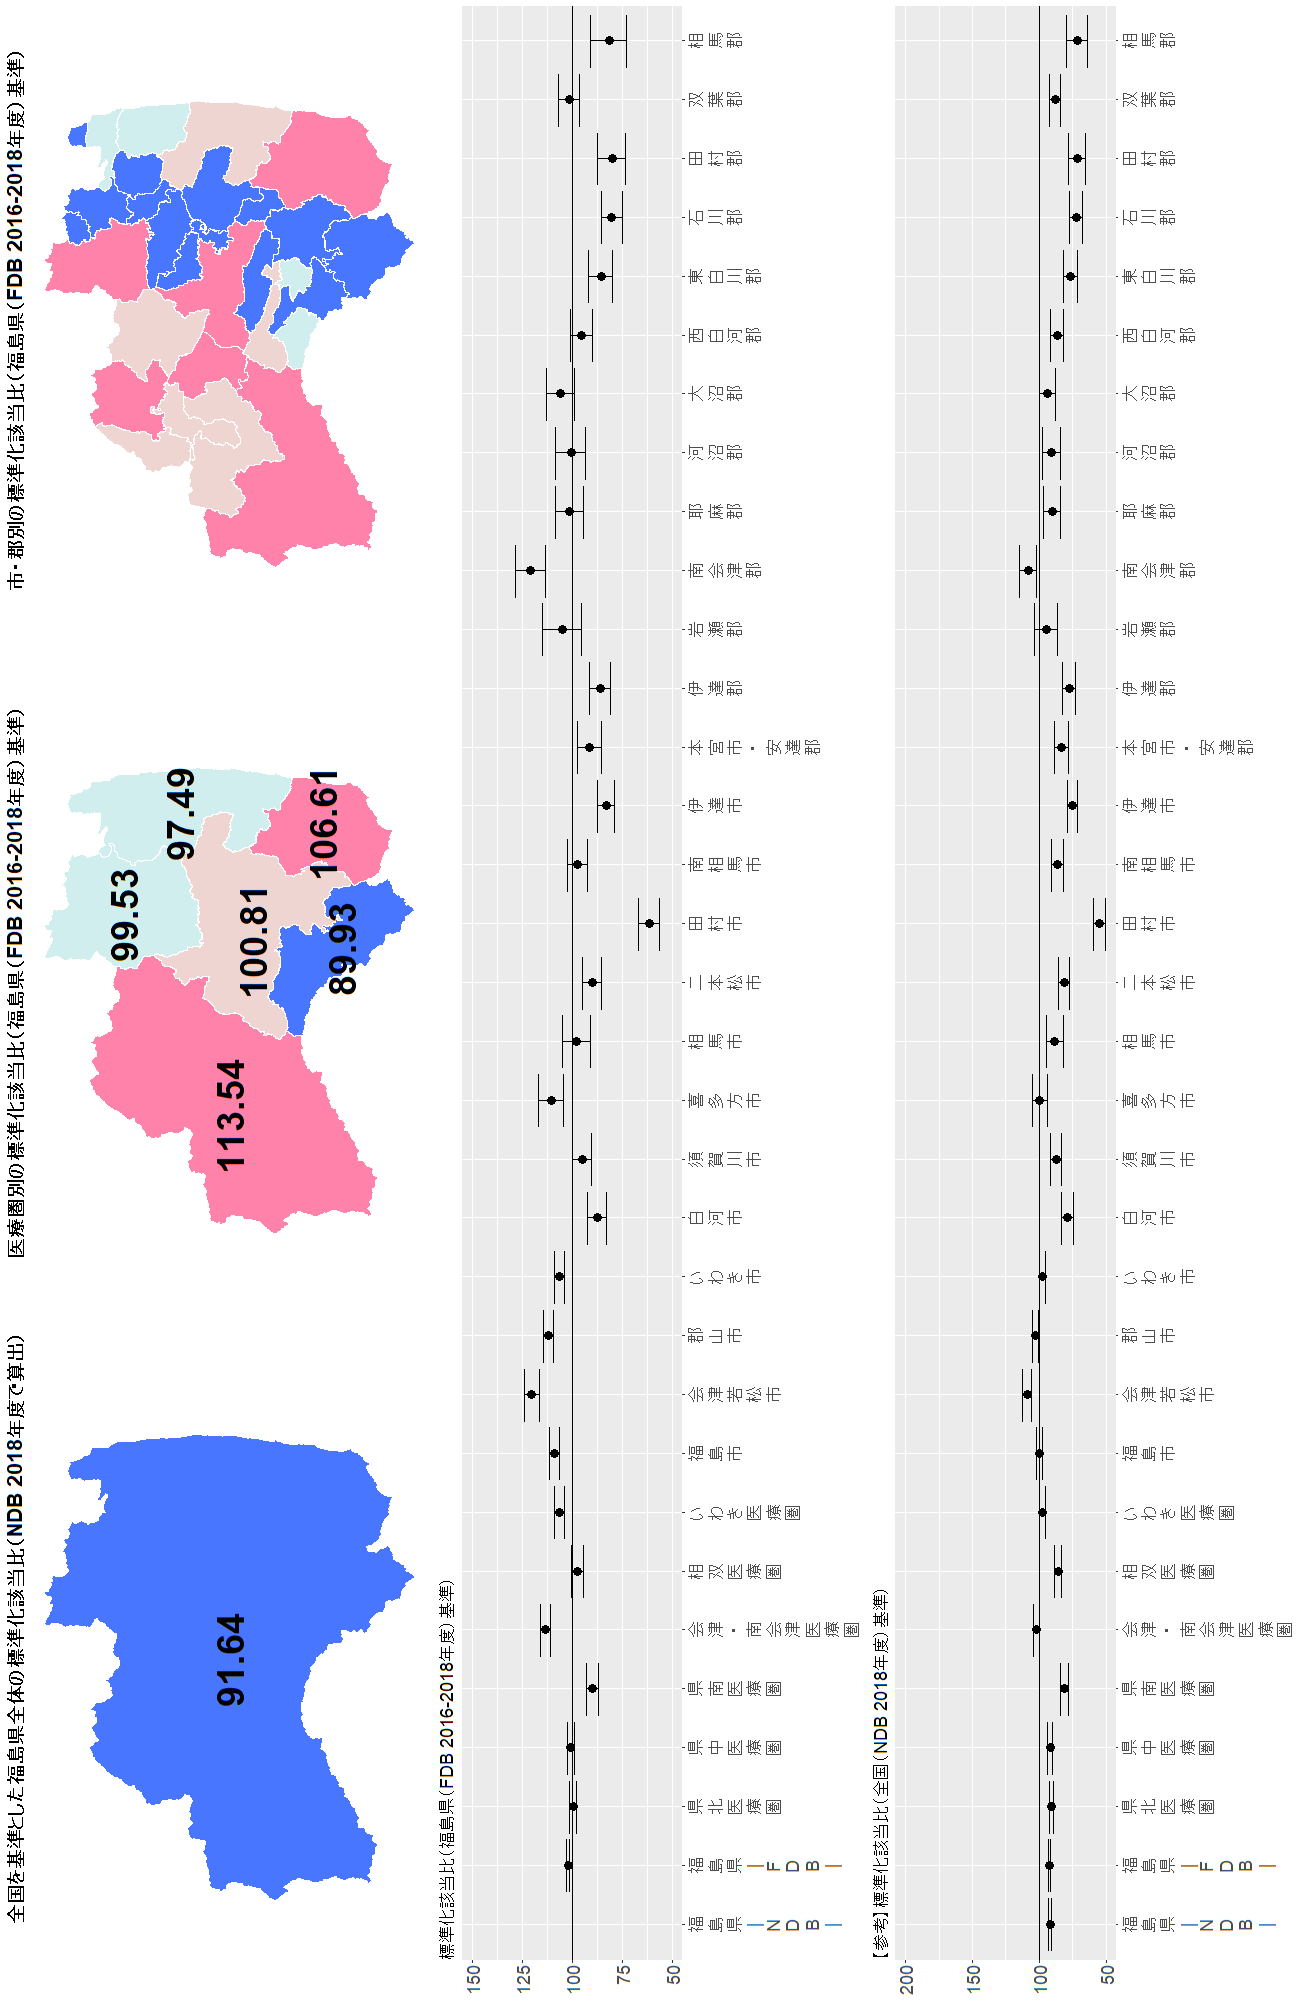 全国を基準とした福島県全体の標準化該当比(NDB 2018年度で算出)
91.64
医療圏別の標準化該当比(福島県(FDB 2016-2018年度)基準)
113.54
99.53
97.49
100.81
89.93
106.61
市・郡別の標準化該当比(福島県(FDB 2016-2018年度)基準)
標準化該当比(福島県(FDB 2016-2018年度)基準)
150
125
100
75
50
福島県(NDB)
福島県(FDB)
県北医療圏
県中医療圏
県南医療圏
会津・南会津医療圏
相双医療圏
いわき医療圏
福島市
会津若松市
郡山市
いわき市
白河市
須賀川市
喜多方市
相馬市
二本松市
田村市
南相馬市
伊達市
本宮市・安達郡
伊達郡
岩瀬郡
南会津郡
耶麻郡
河沼郡
大沼郡
西白河郡
東白川郡
石川郡
田村郡
双葉郡
相馬郡
【参考】標準化該当比(全国(NDB 2018年度)基準)
200
150
100
50
福島県(NDB)
福島県(FDB)
県北医療圏
県中医療圏
県南医療圏
会津・南会津医療圏
相双医療圏
いわき医療圏
福島市
会津若松市
郡山市
いわき市
白河市
須賀川市
喜多方市
相馬市
二本松市
田村市
南相馬市
伊達市
本宮市・安達郡
伊達郡
岩瀬郡
南会津郡
耶麻郡
河沼郡
大沼郡
西白河郡
東白川郡
石川郡
田村郡
双葉郡
相馬郡